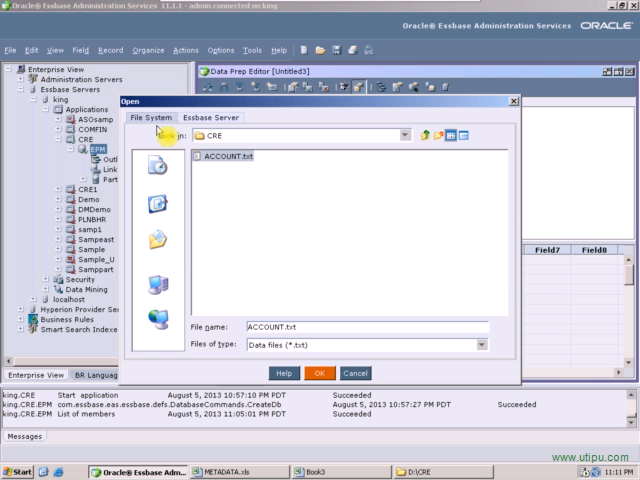 Oracle® Essbase Administration Services 11.1.1 - admin connected on king
Oracle® Essbase Administration Services ORACLE
File Edit View Field Record Organize Actions Options Tools Help
Enterprise View
Administration Servers
Essbase Servers
king
Applications
ASOsamp
COMFIN
CRE
EPM
Outl
Link
Part
CRE1
Demo
DMDemo
PLNBHR
samp1
Sampeast
Sample
Sample_U
Samppart
Security
Data Mining
localhost
Hyperion Provider Ser
Business Rules
Smart Search Indexe
Enterprise View BR Languag
Data Prep Editor [Untitled3]
Field7 Field8
Open
File System Essbase Server
CRE
ACCOUNT.txt
File name: ACCOUNT.txt
Files of type: Data files (*.txt)
Help OK Cancel
king.CRE Start application August 5, 2013 10:57:10 PM PDT Succeeded
king.CRE.EPM com.essbase.eas.essbase.defs.DatabaseCommands.CreateDb August 5, 2013 10:57:27 PM PDT Succeeded
king.CRE.EPM List of members August 5, 2013 11:05:01 PM PDT Succeeded
Messages
www.utipu.com
Start Oracle® Essbase Adm... METADATA.xls Book3 D:\CRE 11:11 PM